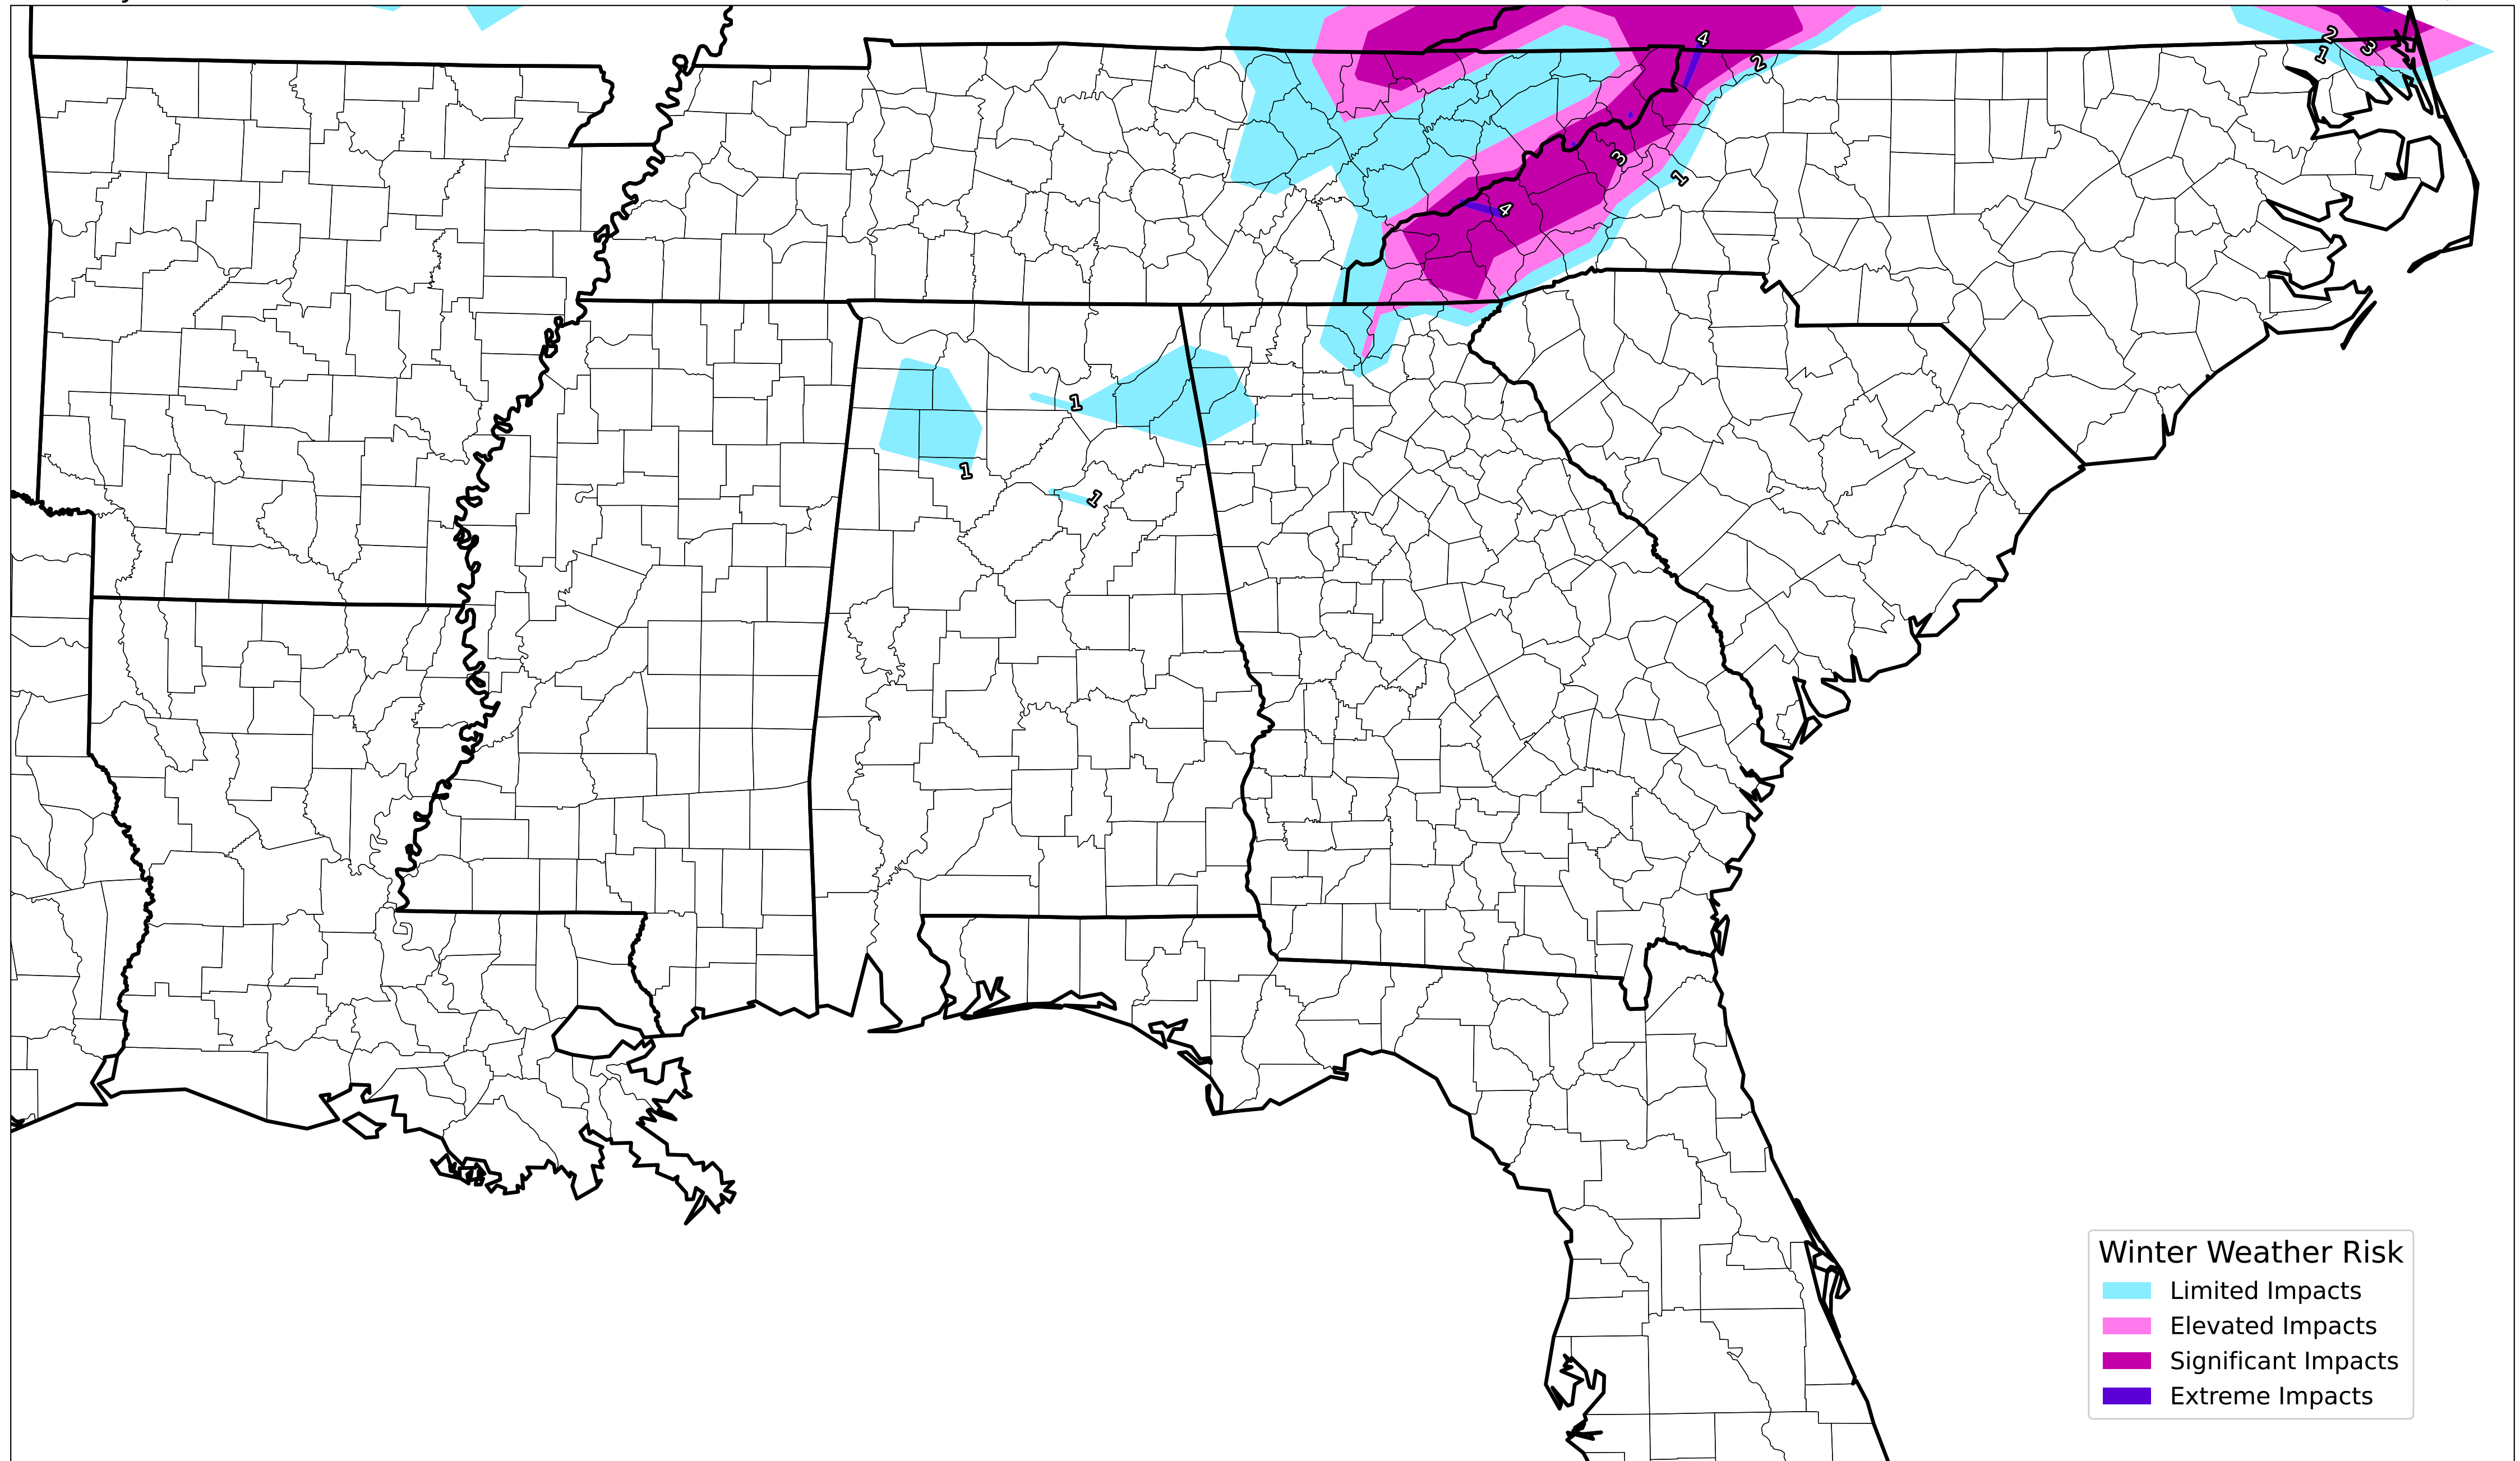 4
2
2
1
3
3
1
4
1
1
1
Winter Weather Risk
Limited Impacts
Elevated Impacts
Significant Impacts
Extreme Impacts